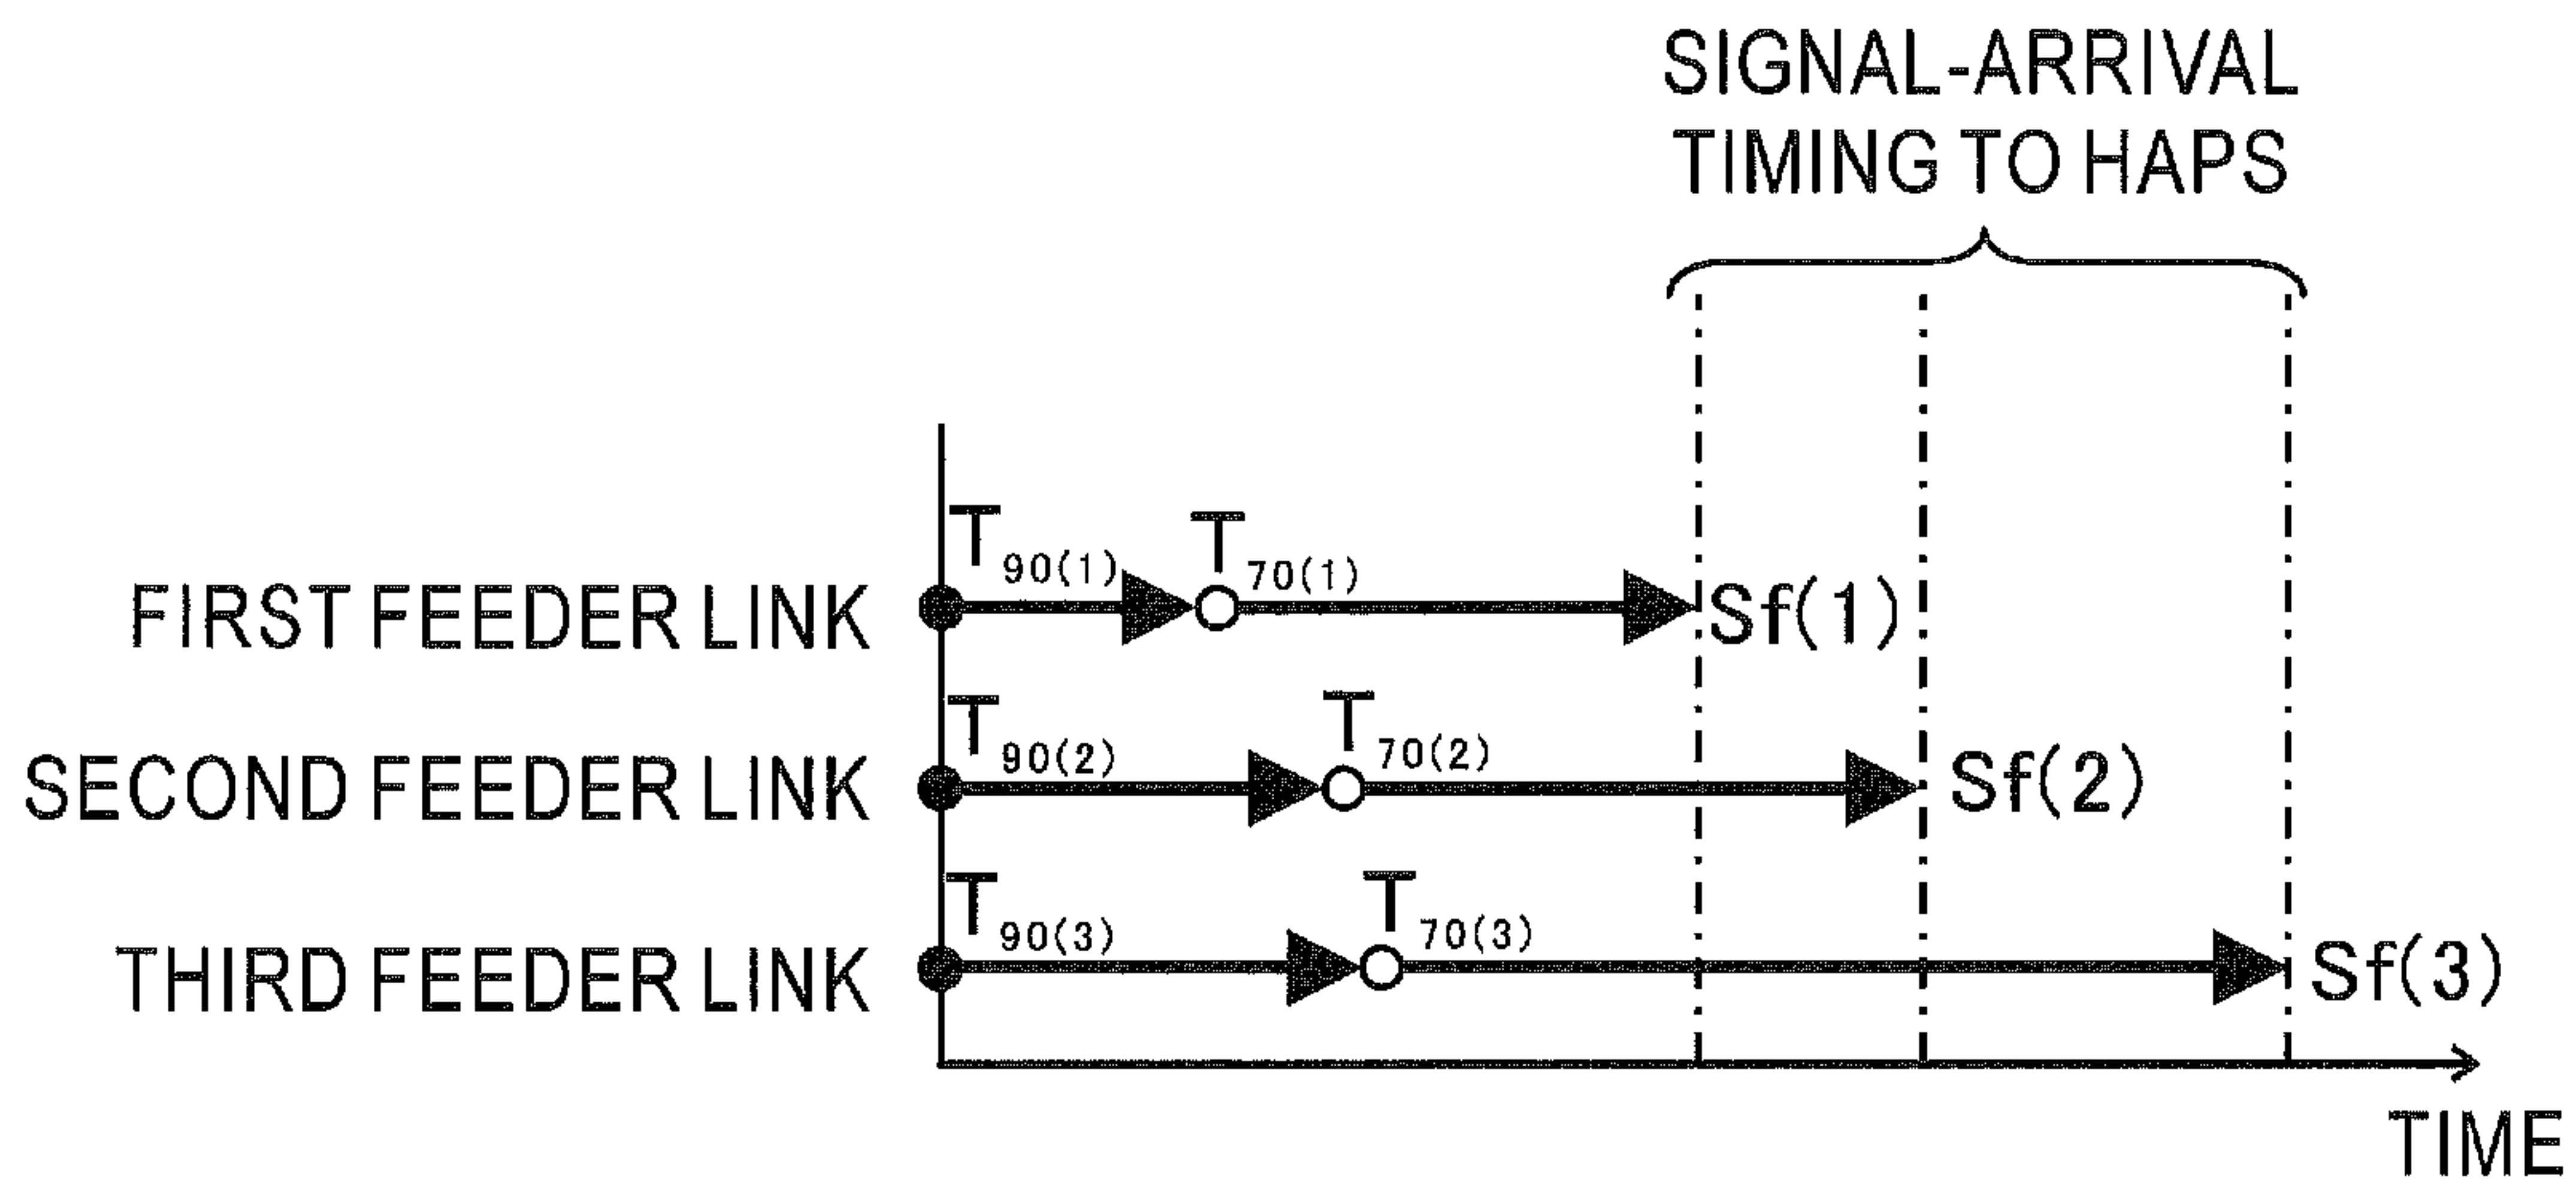 SIGNAL-ARRIVAL
TIMING TO HAPS
FIRST FEEDER LINK T90(1) T70(1) Sf(1)
SECOND FEEDER LINK T90(2) T70(2) Sf(2)
THIRD FEEDER LINK T90(3) T70(3) Sf(3)
TIME